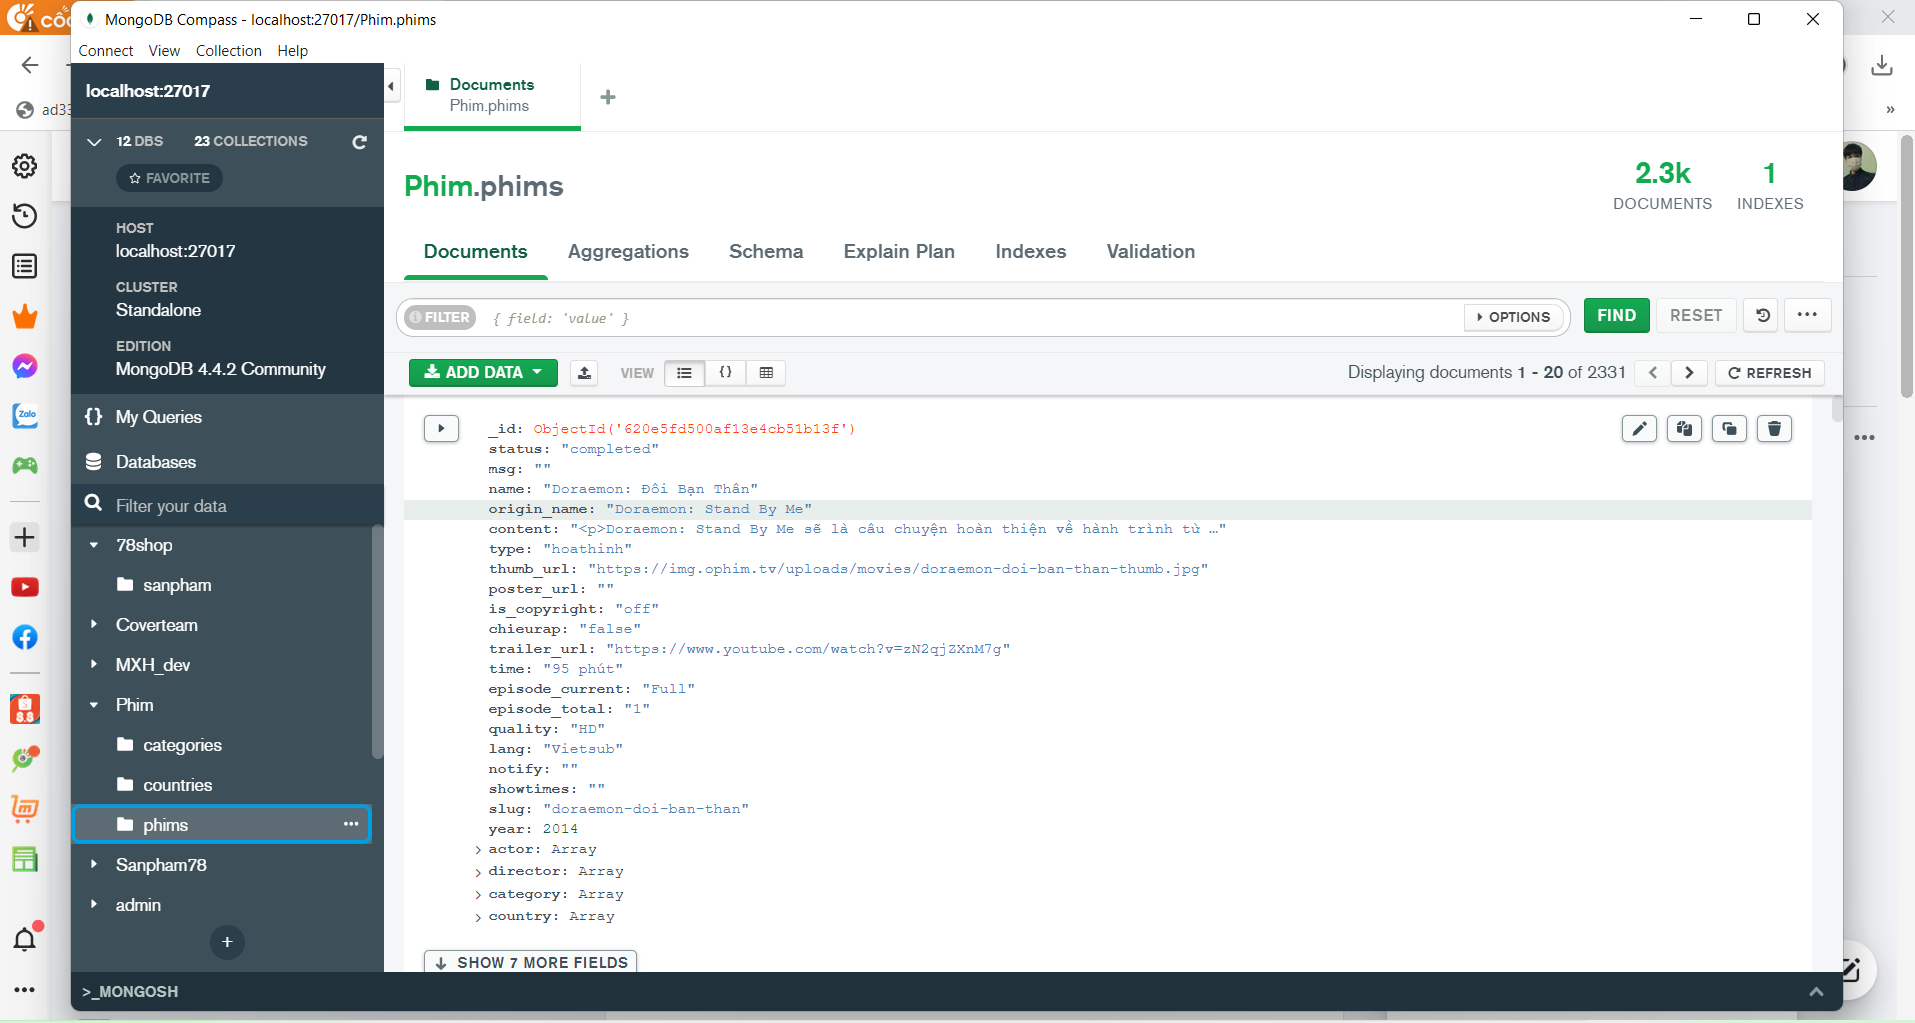 CỐC
MongoDB Compass - localhost:27017/Phim.phims
Connect View Collection Help
ad33
localhost:27017
Documents
Phim.phims
12 DBS 23 COLLECTIONS
FAVORITE
Phim.phims
2.3k
DOCUMENTS
1
INDEXES
HOST
localhost:27017
CLUSTER
Standalone
EDITION
MongoDB 4.4.2 Community
Documents Aggregations Schema Explain Plan Indexes Validation
FILTER { field: 'value' } OPTIONS FIND RESET
ADD DATA VIEW {} Displaying documents 1 - 20 of 2331 REFRESH
{} My Queries
Databases
Filter your data
78shop
sanpham
Coverteam
MXH_dev
Phim
categories
countries
phims
Sanpham78
admin
Zalo
8.8
_id: ObjectId('620e5fd500af13e4cb51b13f')
status: "completed"
msg: ""
name: "Doraemon: Đôi Bạn Thân"
origin_name: "Doraemon: Stand By Me"
content: "<p>Doraemon: Stand By Me sẽ là câu chuyện hoàn thiện về hành trình từ …"
type: "hoathinh"
thumb_url: "https://img.ophim.tv/uploads/movies/doraemon-doi-ban-than-thumb.jpg"
poster_url: ""
is_copyright: "off"
chieurap: "false"
trailer_url: "https://www.youtube.com/watch?v=zN2qjZXnM7g"
time: "95 phút"
episode_current: "Full"
episode_total: "1"
quality: "HD"
lang: "Vietsub"
notify: ""
showtimes: ""
slug: "doraemon-doi-ban-than"
year: 2014
actor: Array
director: Array
category: Array
country: Array
SHOW 7 MORE FIELDS
>_MONGOSH